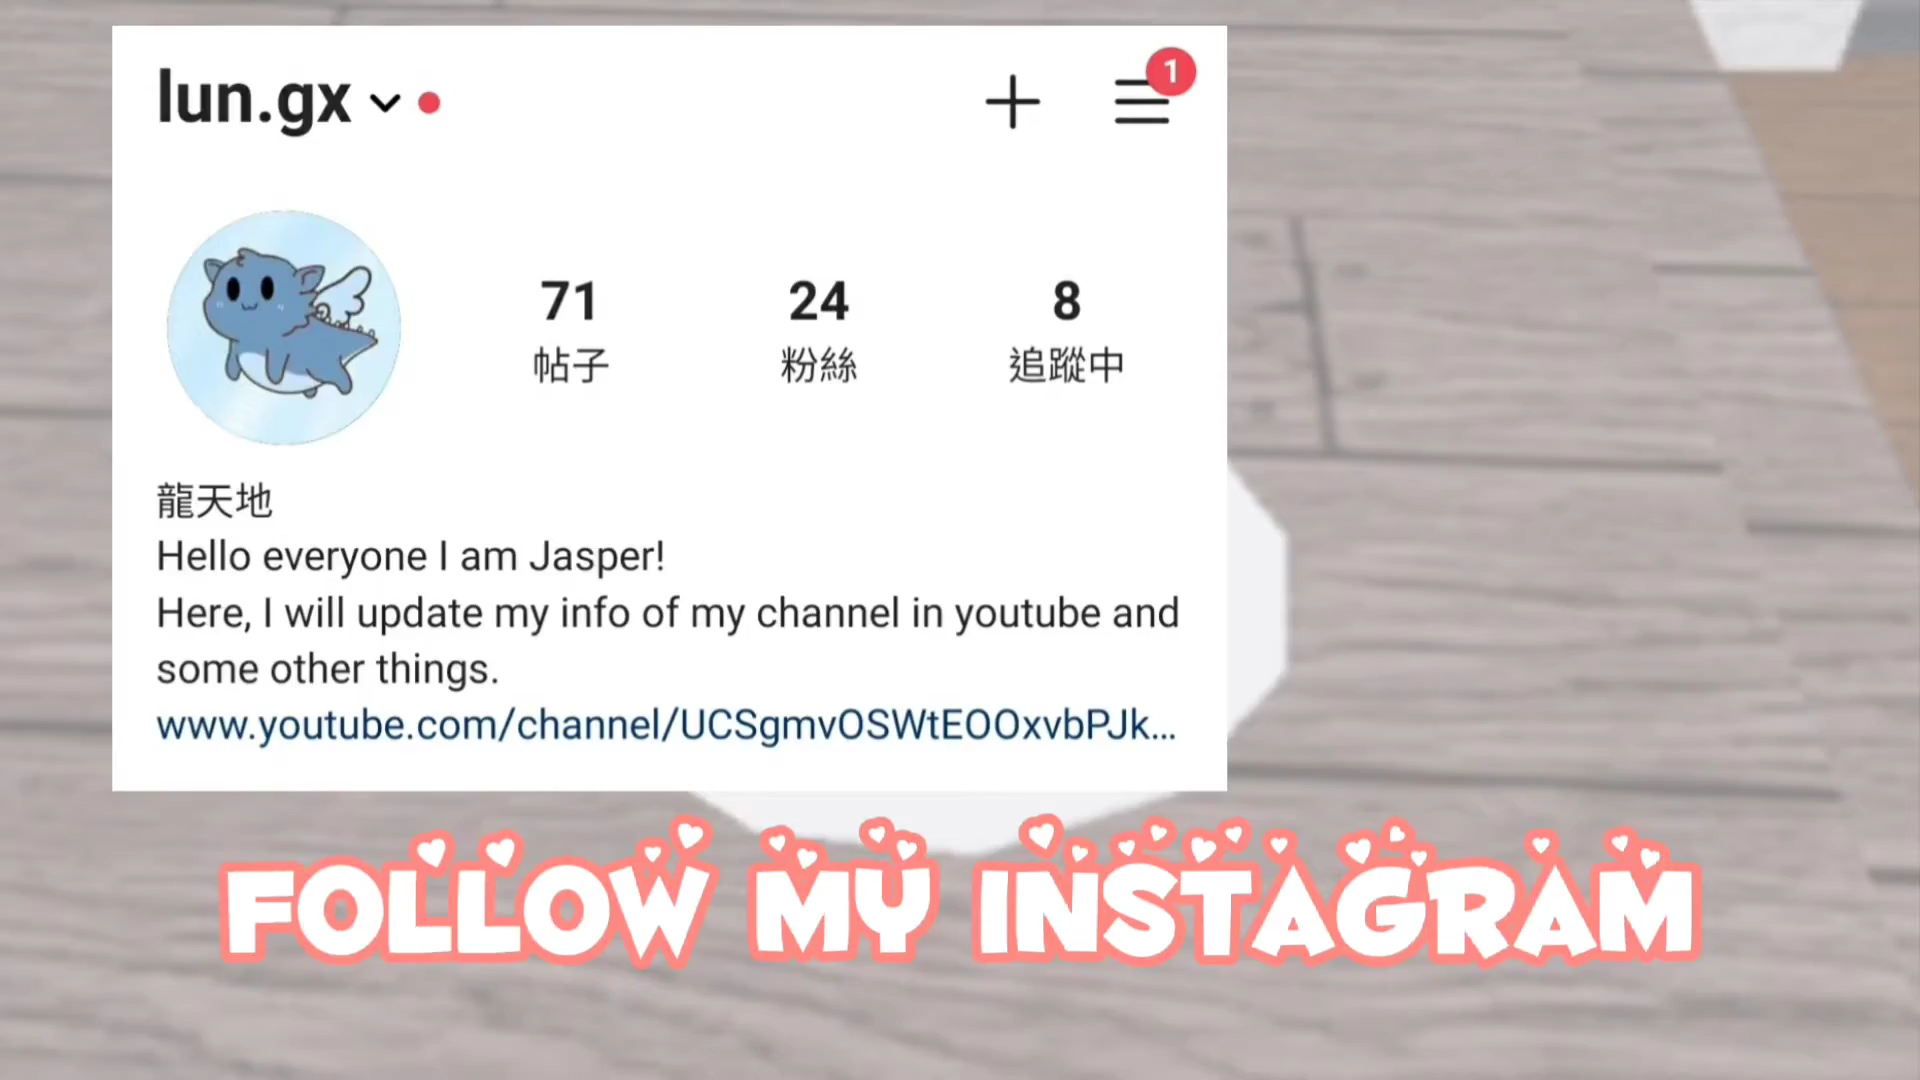 lun.gx
1
71 24 8
帖子 粉絲 追蹤中
龍天地
Hello everyone I am Jasper!
Here, I will update my info of my channel in youtube and
some other things.
www.youtube.com/channel/UCSgmvOSWtEOOxvbPJk...
FOLLOW MY INSTAGRAM